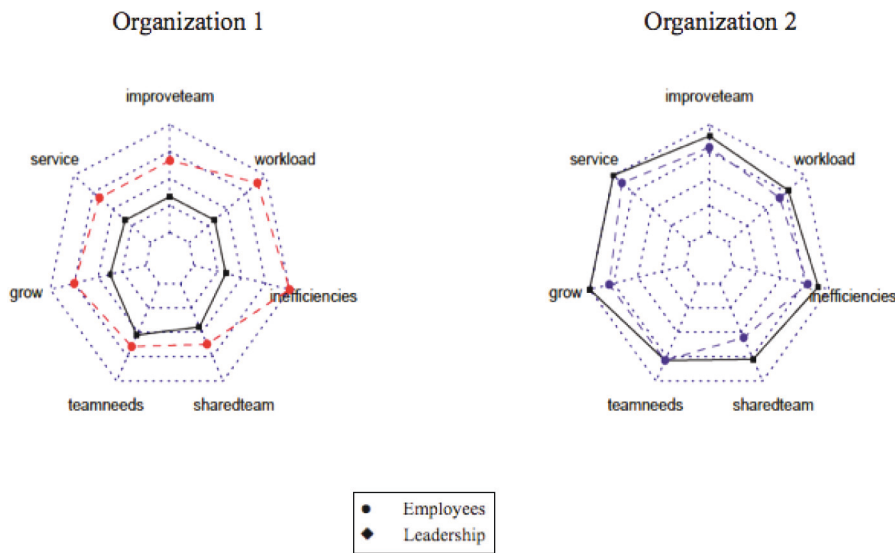 Organization 1
Organization 2
improveteam
service
workload
grow
inefficiencies
teamneeds
sharedteam
improveteam
service
workload
grow
inefficiencies
teamneeds
sharedteam
Employees
Leadership